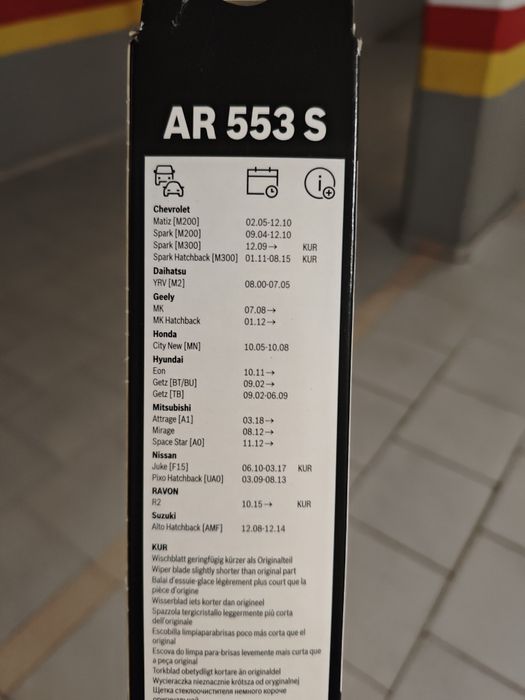 AR 553 S
Chevrolet
Matiz [M200] 02.05-12.10
Spark [M200] 09.04-12.10
Spark [M300] 12.09→ KUR
Spark Hatchback [M300] 01.11-08.15 KUR
Daihatsu
YRV [M2] 08.00-07.05
Geely
MK 07.08→
MK Hatchback 01.12→
Honda
City New [MN] 10.05-10.08
Hyundai
Eon 10.11→
Getz [BT/BU] 09.02→
Getz [TB] 09.02-06.09
Mitsubishi
Attrage [A1] 03.18→
Mirage 08.12→
Space Star [A0] 11.12→
Nissan
Juke [F15] 06.10-03.17 KUR
Pixo Hatchback [UA0] 03.09-08.13
RAVON
R2 10.15→ KUR
Suzuki
Alto Hatchback [AMF] 12.08-12.14
KUR
Wischblatt geringfügig kürzer als Originalteil
Wiper blade slightly shorter than original part
Balai d'essuie-glace légèrement plus court que la
pièce d'origine
Wisserblad iets korter dan origineel
Spazzola tergicristallo leggermente più corta
dell'originale
Escobilla limpiaparabrisas poco más corta que el
original
Escova do limpa para-brisas levemente mais curta que
a peça original
Torkblad obetydligt kortare än originaldel
Wycieraczka nieznacznie krótsza od oryginalnej
Щетка стеклоочистителя немного короче